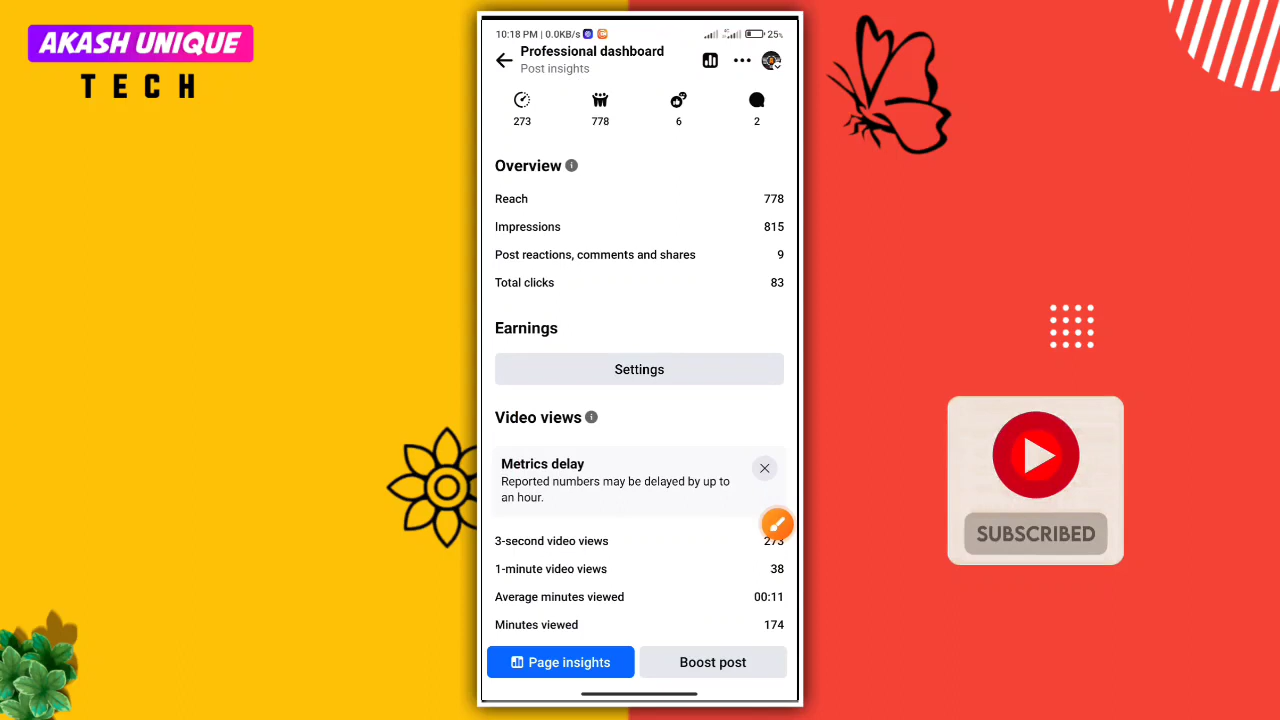 AKASH UNIQUE
TECH
10:18 PM | 0.0KB/s
25%
Professional dashboard
Post insights
273
778
6
2
Overview
Reach 778
Impressions 815
Post reactions, comments and shares 9
Total clicks 83
Earnings
Settings
Video views
Metrics delay
Reported numbers may be delayed by up to
an hour.
3-second video views 273
1-minute video views 38
Average minutes viewed 00:11
Minutes viewed 174
Page insights
Boost post
SUBSCRIBED